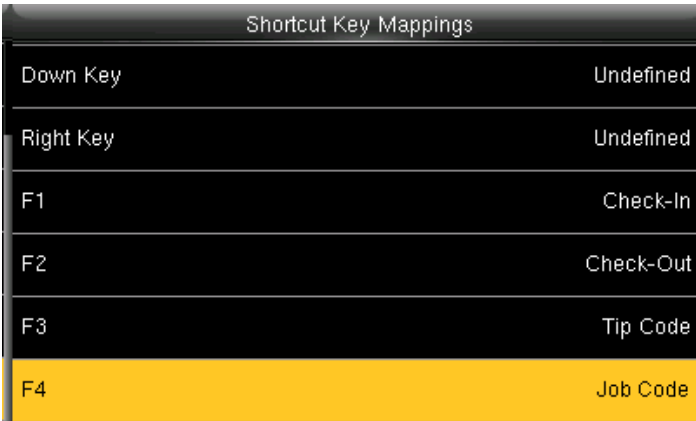 Shortcut Key Mappings
Down Key Undefined
Right Key Undefined
F1 Check-In
F2 Check-Out
F3 Tip Code
F4 Job Code